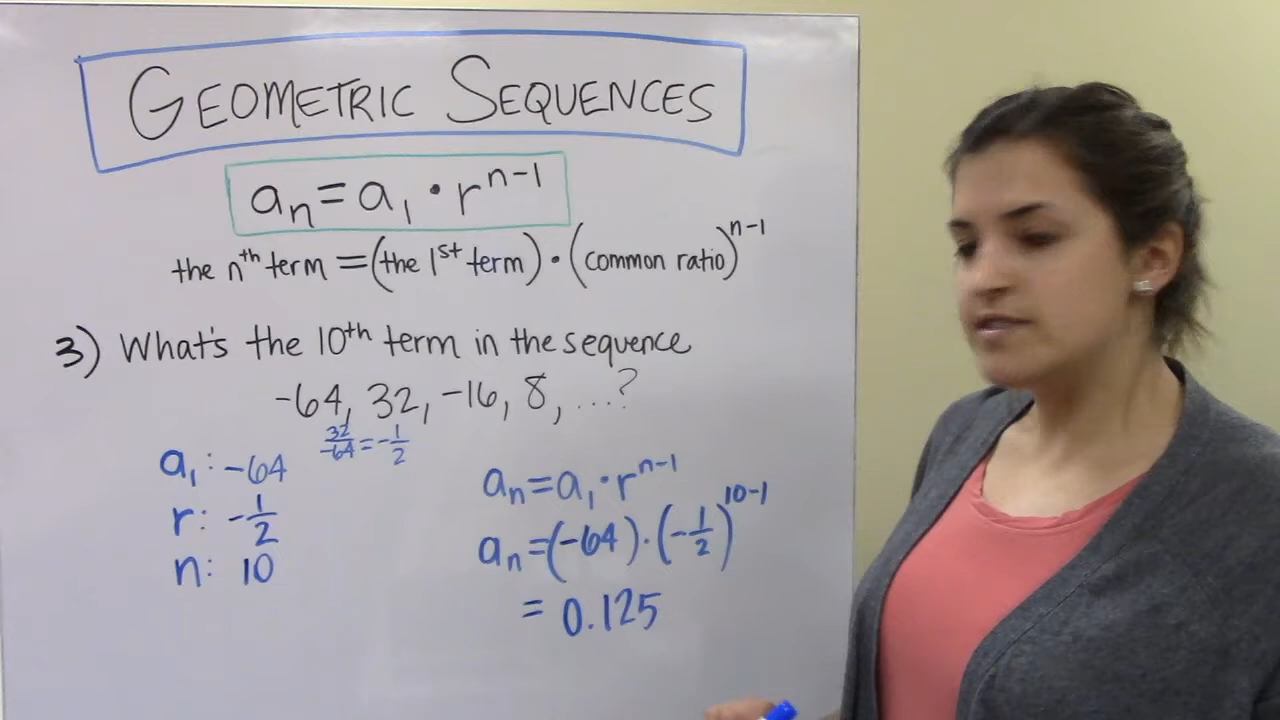 GEOMETRIC SEQUENCES
aₙ = a₁ • rⁿ⁻¹
the nᵗʰ term = (the 1ˢᵗ term) • (common ratio)ⁿ⁻¹
3) What's the 10ᵗʰ term in the sequence
-64, 32, -16, 8, ...?
32/-64 = -1/2
a₁: -64
r: -1/2
n: 10
aₙ = a₁ • rⁿ⁻¹
aₙ = (-64) • (-1/2)¹⁰⁻¹
= 0.125